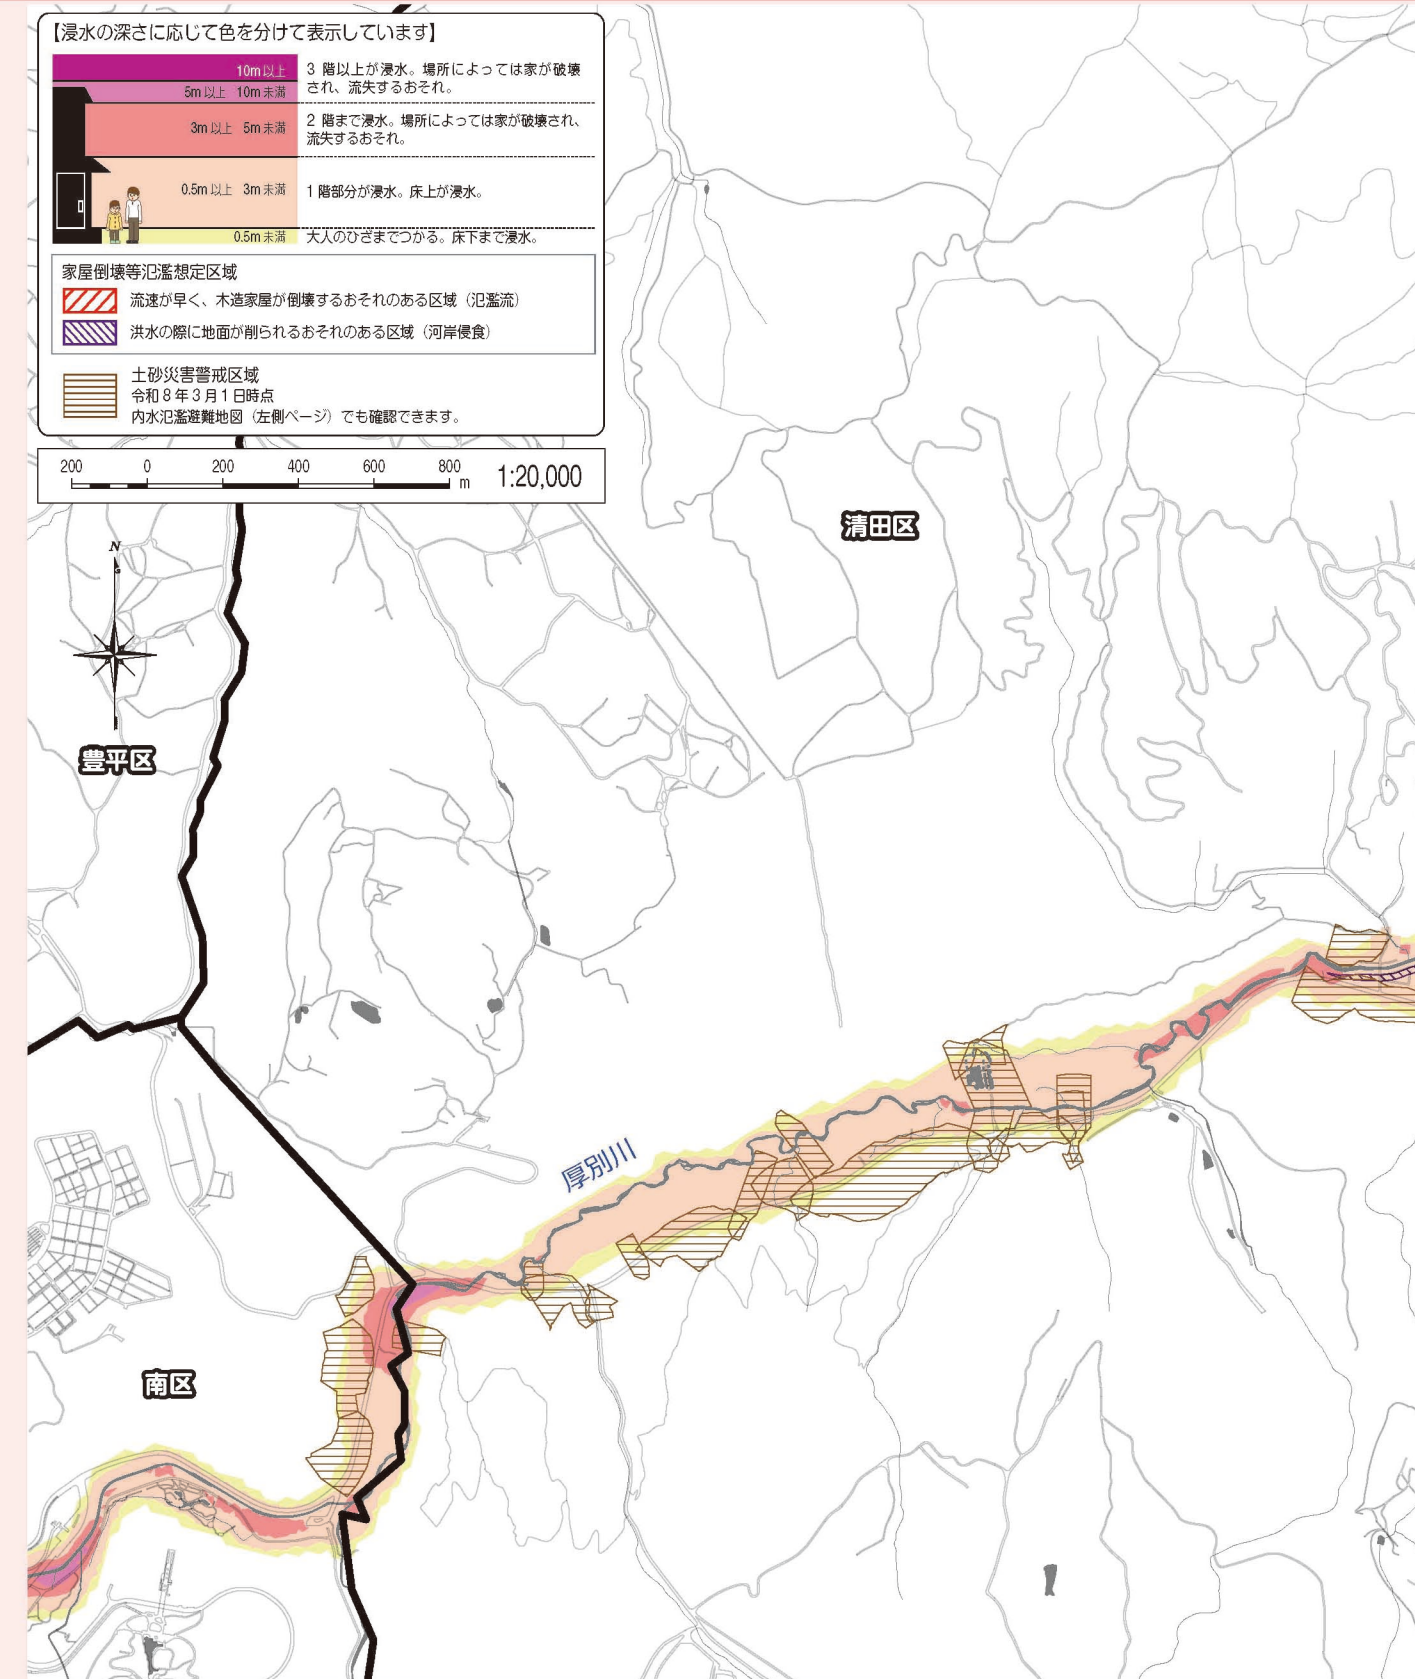 【浸水の深さに応じて色を分けて表示しています】
10m以上
3階以上が浸水。場所によっては家が破壊
され、流失するおそれ。
5m以上 10m未満
3m以上 5m未満
2階まで浸水。場所によっては家が破壊され、
流失するおそれ。
0.5m以上 3m未満
1階部分が浸水。床上が浸水。
0.5m未満
大人のひざまでつかる。床下まで浸水。
家屋倒壊等氾濫想定区域
流速が早く、木造家屋が倒壊するおそれのある区域（氾濫流）
洪水の際に地面が削られるおそれのある区域（河岸侵食）
土砂災害警戒区域
令和8年3月1日時点
内水氾濫避難地図（左側ページ）でも確認できます。
200 0 200 400 600 800 m 1:20,000
清田区
N
豊平区
厚別川
南区